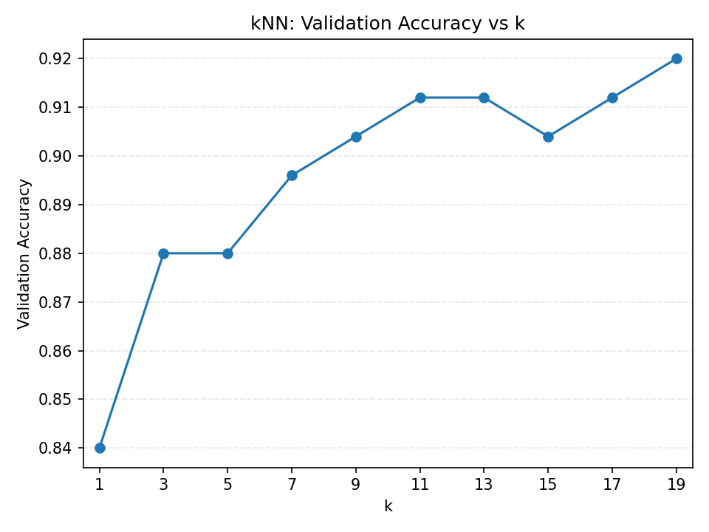 kNN: Validation Accuracy vs k
Validation Accuracy
0.92
0.91
0.90
0.89
0.88
0.87
0.86
0.85
0.84
1 3 5 7 9 11 13 15 17 19
k